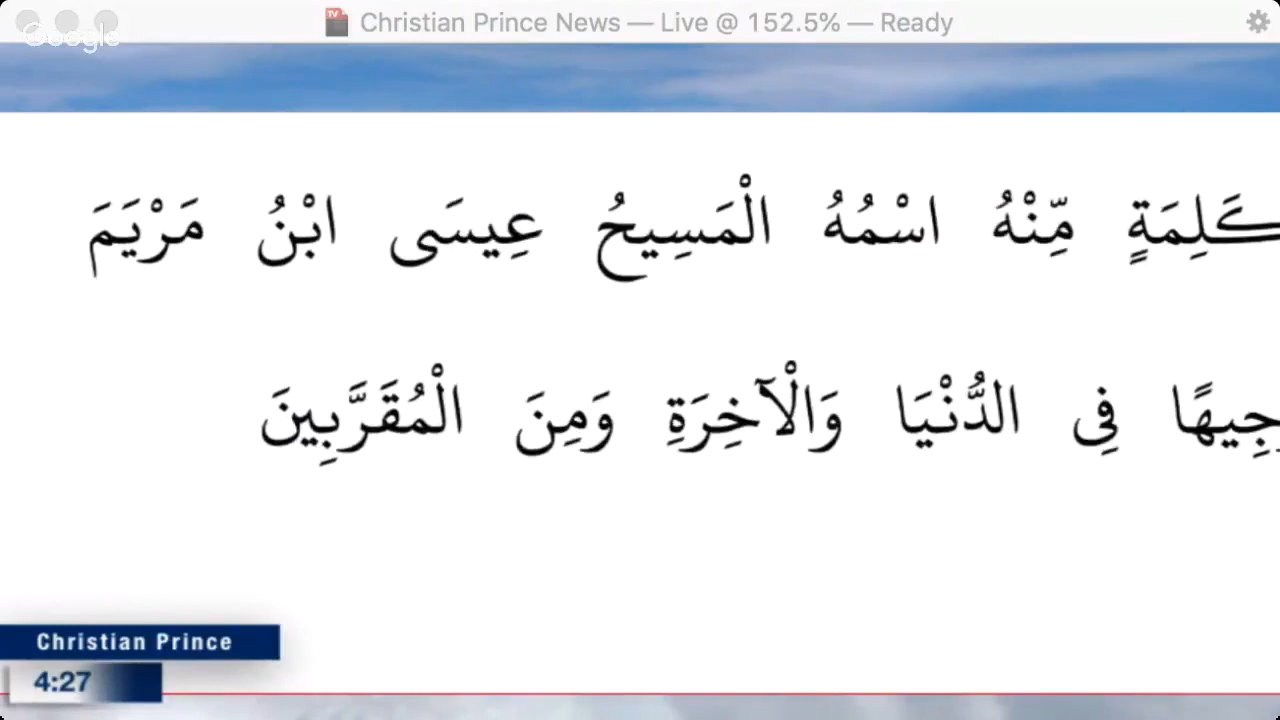 Christian Prince News — Live @ 152.5% — Ready
Google
كَلِمَةٍ مِّنْهُ اسْمُهُ الْمَسِيحُ عِيسَى ابْنُ مَرْيَمَ
جِيهًا فِى الدُّنْيَا وَالْآخِرَةِ وَمِنَ الْمُقَرَّبِينَ
Christian Prince
4:27